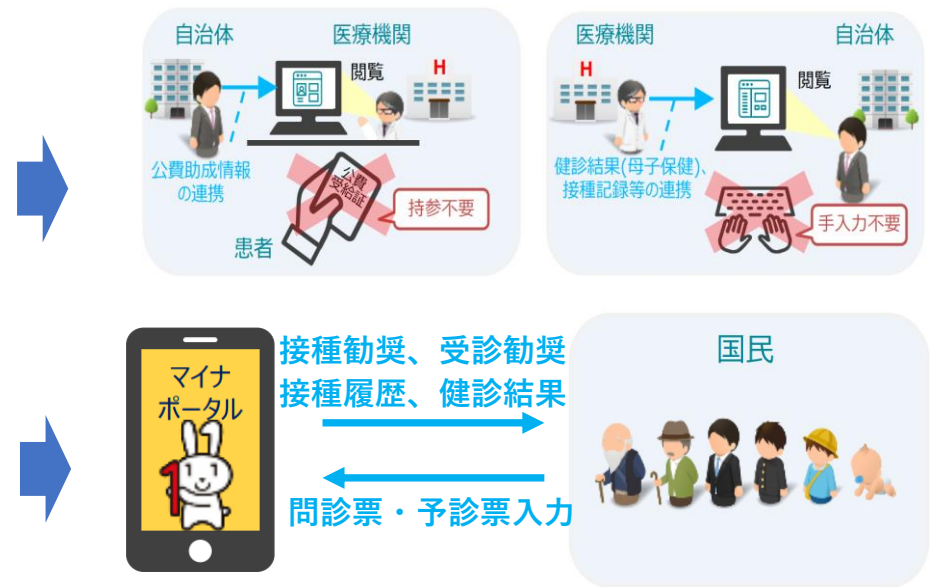 自治体
医療機関
閲覧
H
公費助成情報
の連携
公費
受給証
持参不要
患者
医療機関
自治体
H
閲覧
健診結果(母子保健)、
接種記録等の連携
手入力不要
マイナ
ポータル
1
接種勧奨、受診勧奨
接種履歴、健診結果
問診票・予診票入力
国民